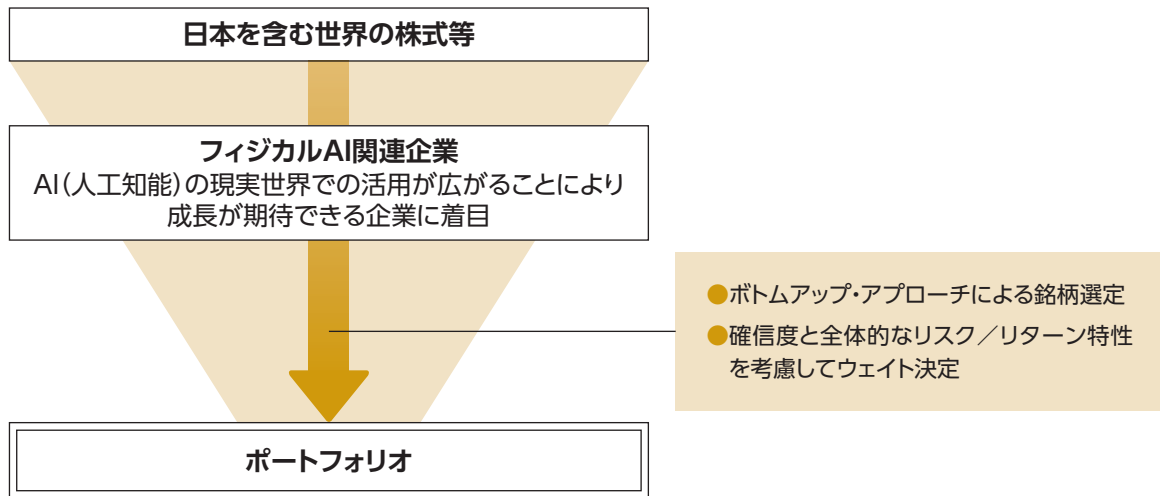 日本を含む世界の株式等
フィジカルAI関連企業
AI(人工知能)の現実世界での活用が広がることにより
成長が期待できる企業に着目
●ボトムアップ・アプローチによる銘柄選定
●確信度と全体的なリスク／リターン特性
を考慮してウェイト決定
ポートフォリオ